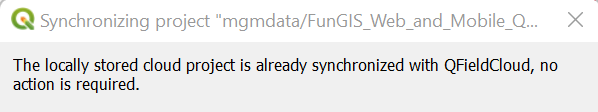 Synchronizing project "mgmdata/FunGIS_Web_and_Mobile_Q...
The locally stored cloud project is already synchronized with QFieldCloud, no
action is required.